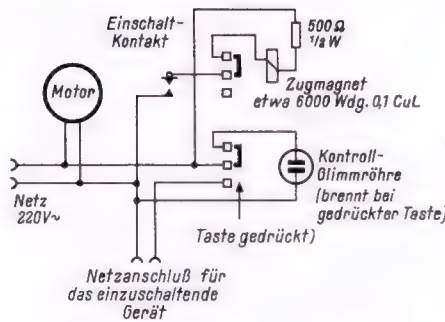 Einschalt-
Kontakt
500Ω
1/2 W
Motor
Zugmagnet
etwa 6000 Wdg. 0,1 CuL
Netz
220V~
Kontroll-
Glimmröhre
(brennt bei
gedrückter Taste)
Taste gedrückt)
Netzanschluß für
das einzuschaltende
Gerät